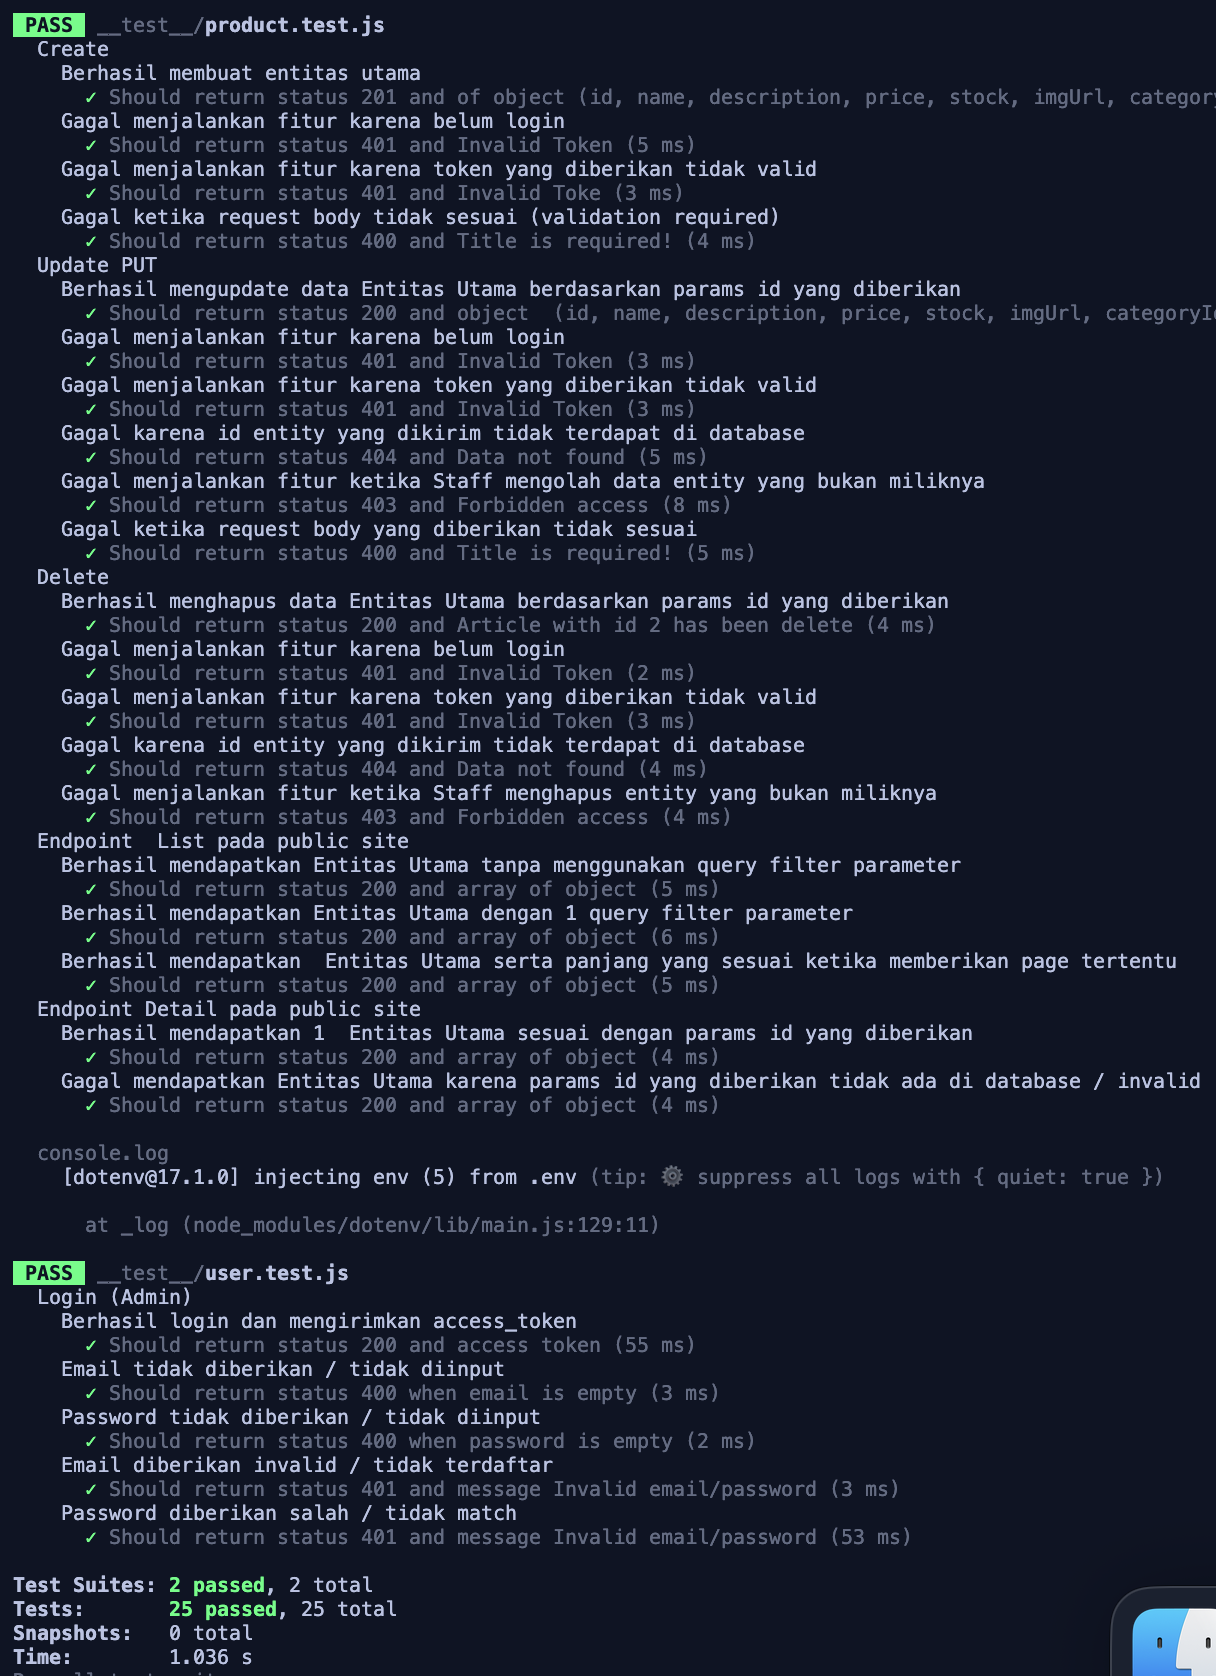 PASS __test__/product.test.js
Create
Berhasil membuat entitas utama
✓ Should return status 201 and of object (id, name, description, price, stock, imgUrl, category
Gagal menjalankan fitur karena belum login
✓ Should return status 401 and Invalid Token (5 ms)
Gagal menjalankan fitur karena token yang diberikan tidak valid
✓ Should return status 401 and Invalid Toke (3 ms)
Gagal ketika request body tidak sesuai (validation required)
✓ Should return status 400 and Title is required! (4 ms)
Update PUT
Berhasil mengupdate data Entitas Utama berdasarkan params id yang diberikan
✓ Should return status 200 and object  (id, name, description, price, stock, imgUrl, categoryId
Gagal menjalankan fitur karena belum login
✓ Should return status 401 and Invalid Token (3 ms)
Gagal menjalankan fitur karena token yang diberikan tidak valid
✓ Should return status 401 and Invalid Token (3 ms)
Gagal karena id entity yang dikirim tidak terdapat di database
✓ Should return status 404 and Data not found (5 ms)
Gagal menjalankan fitur ketika Staff mengolah data entity yang bukan miliknya
✓ Should return status 403 and Forbidden access (8 ms)
Gagal ketika request body yang diberikan tidak sesuai
✓ Should return status 400 and Title is required! (5 ms)
Delete
Berhasil menghapus data Entitas Utama berdasarkan params id yang diberikan
✓ Should return status 200 and Article with id 2 has been delete (4 ms)
Gagal menjalankan fitur karena belum login
✓ Should return status 401 and Invalid Token (2 ms)
Gagal menjalankan fitur karena token yang diberikan tidak valid
✓ Should return status 401 and Invalid Token (3 ms)
Gagal karena id entity yang dikirim tidak terdapat di database
✓ Should return status 404 and Data not found (4 ms)
Gagal menjalankan fitur ketika Staff menghapus entity yang bukan miliknya
✓ Should return status 403 and Forbidden access (4 ms)
Endpoint  List pada public site
Berhasil mendapatkan Entitas Utama tanpa menggunakan query filter parameter
✓ Should return status 200 and array of object (5 ms)
Berhasil mendapatkan Entitas Utama dengan 1 query filter parameter
✓ Should return status 200 and array of object (6 ms)
Berhasil mendapatkan  Entitas Utama serta panjang yang sesuai ketika memberikan page tertentu
✓ Should return status 200 and array of object (5 ms)
Endpoint Detail pada public site
Berhasil mendapatkan 1  Entitas Utama sesuai dengan params id yang diberikan
✓ Should return status 200 and array of object (4 ms)
Gagal mendapatkan Entitas Utama karena params id yang diberikan tidak ada di database / invalid
✓ Should return status 200 and array of object (4 ms)
console.log
[dotenv@17.1.0] injecting env (5) from .env (tip: ⚙️ suppress all logs with { quiet: true })
at _log (node_modules/dotenv/lib/main.js:129:11)
PASS __test__/user.test.js
Login (Admin)
Berhasil login dan mengirimkan access_token
✓ Should return status 200 and access token (55 ms)
Email tidak diberikan / tidak diinput
✓ Should return status 400 when email is empty (3 ms)
Password tidak diberikan / tidak diinput
✓ Should return status 400 when password is empty (2 ms)
Email diberikan invalid / tidak terdaftar
✓ Should return status 401 and message Invalid email/password (3 ms)
Password diberikan salah / tidak match
✓ Should return status 401 and message Invalid email/password (53 ms)
Test Suites: 2 passed, 2 total
Tests:       25 passed, 25 total
Snapshots:   0 total
Time:        1.036 s